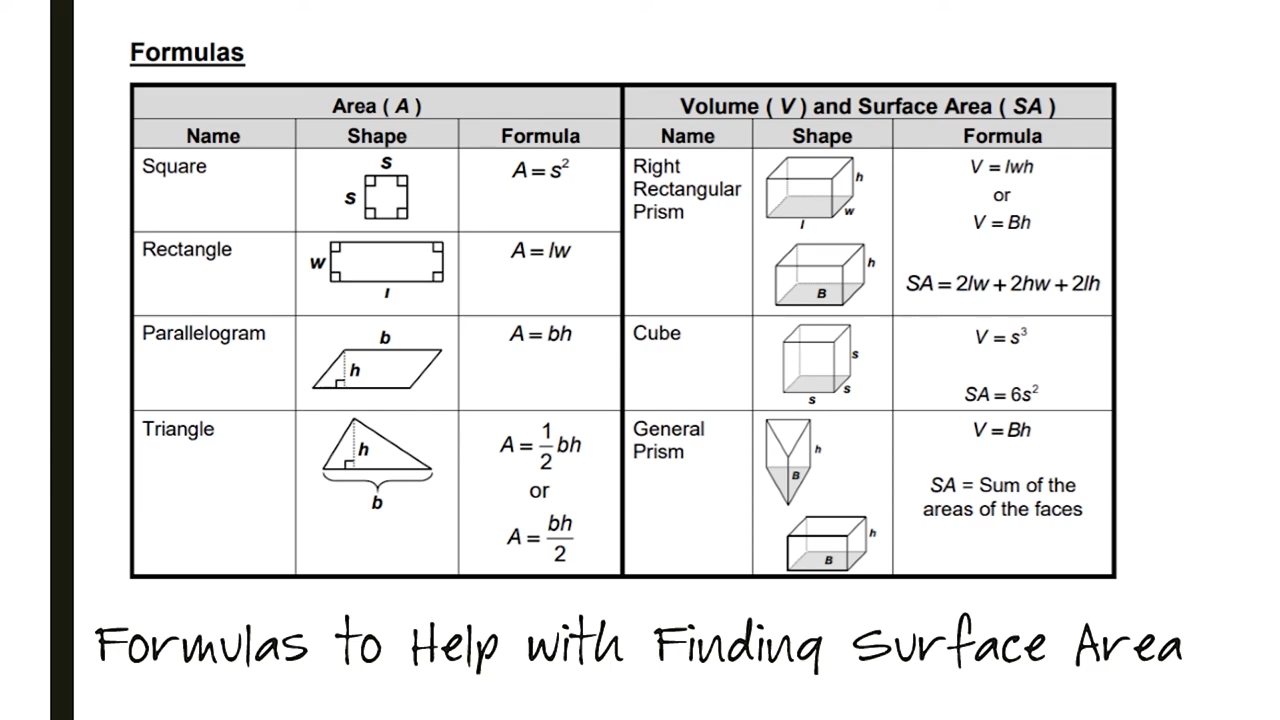 Formulas
Area ( A )
Name Shape Formula
Square
s
s
A = s²
Rectangle
w
l
A = lw
Parallelogram
b
h
A = bh
Triangle
h
b
A = 1/2 bh
or
A = bh/2
Volume ( V ) and Surface Area ( SA )
Name Shape Formula
Right
Rectangular
Prism
h
w
l
h
B
V = lwh
or
V = Bh
SA = 2lw + 2hw + 2lh
Cube
s
s
s
V = s³
SA = 6s²
General
Prism
h
B
h
B
V = Bh
SA = Sum of the
areas of the faces
Formulas to Help with Finding Surface Area